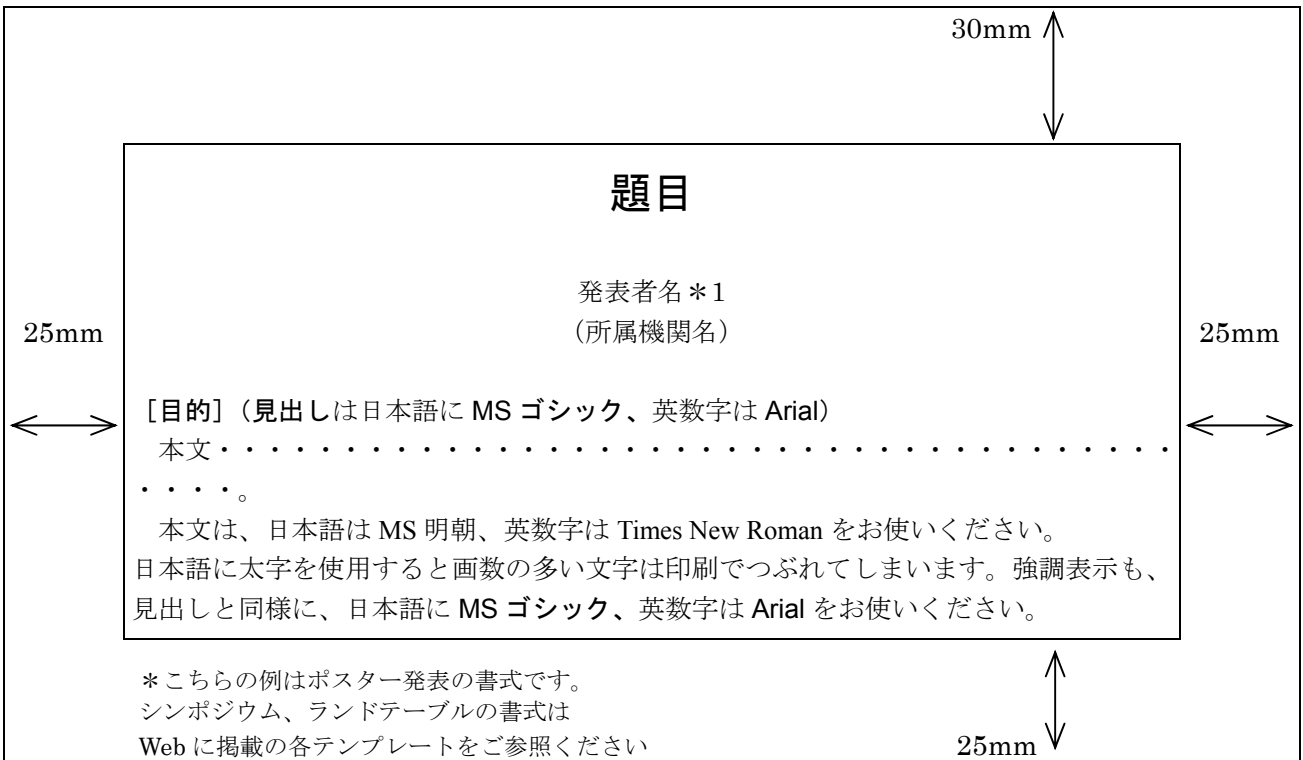 30mm
題目
発表者名＊1
（所属機関名）
25mm
25mm
［目的］（見出しは日本語に MS ゴシック、英数字は Arial）
本文・・・・・・・・・・・・・・・・・・・・・・・・・・・・・・・・・・・・・・
・・・・。
本文は、日本語は MS 明朝、英数字は Times New Roman をお使いください。
日本語に太字を使用すると画数の多い文字は印刷でつぶれてしまいます。強調表示も、
見出しと同様に、日本語に MS ゴシック、英数字は Arial をお使いください。
＊こちらの例はポスター発表の書式です。
シンポジウム、ランドテーブルの書式は
Web に掲載の各テンプレートをご参照ください
25mm